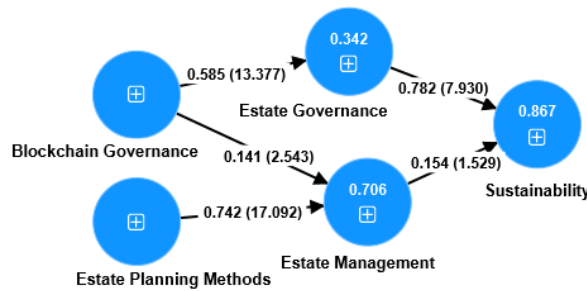 0.342
0.585 (13.377)
Estate Governance
0.782 (7.930)
0.867
Blockchain Governance
0.141 (2.543)
0.154 (1.529)
Sustainability
0.706
0.742 (17.092)
Estate Management
Estate Planning Methods